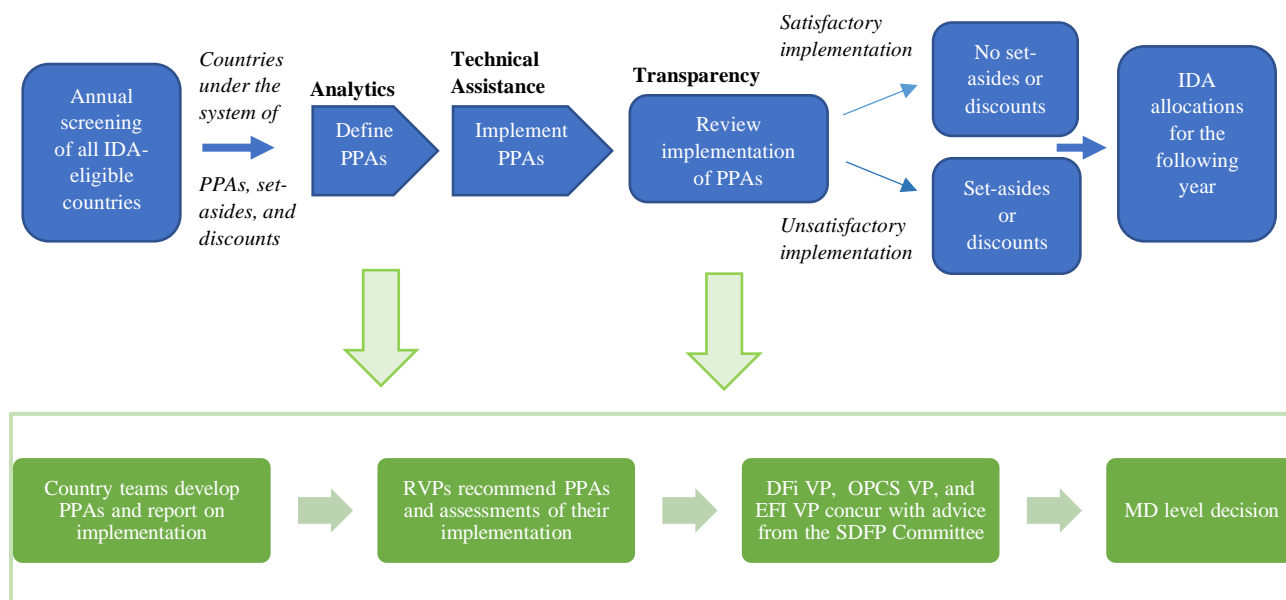 Annual
screening
of all IDA-
eligible
countries
Countries
under the
system of
PPAs, set-
asides, and
discounts
Analytics
Define
PPAs
Technical
Assistance
Implement
PPAs
Transparency
Review
implementation
of PPAs
Satisfactory
implementation
Unsatisfactory
implementation
No set-
asides or
discounts
Set-asides
or
discounts
IDA
allocations
for the
following
year
Country teams develop
PPAs and report on
implementation
RVPs recommend PPAs
and assessments of their
implementation
DFi VP, OPCS VP, and
EFI VP concur with advice
from the SDFP Committee
MD level decision